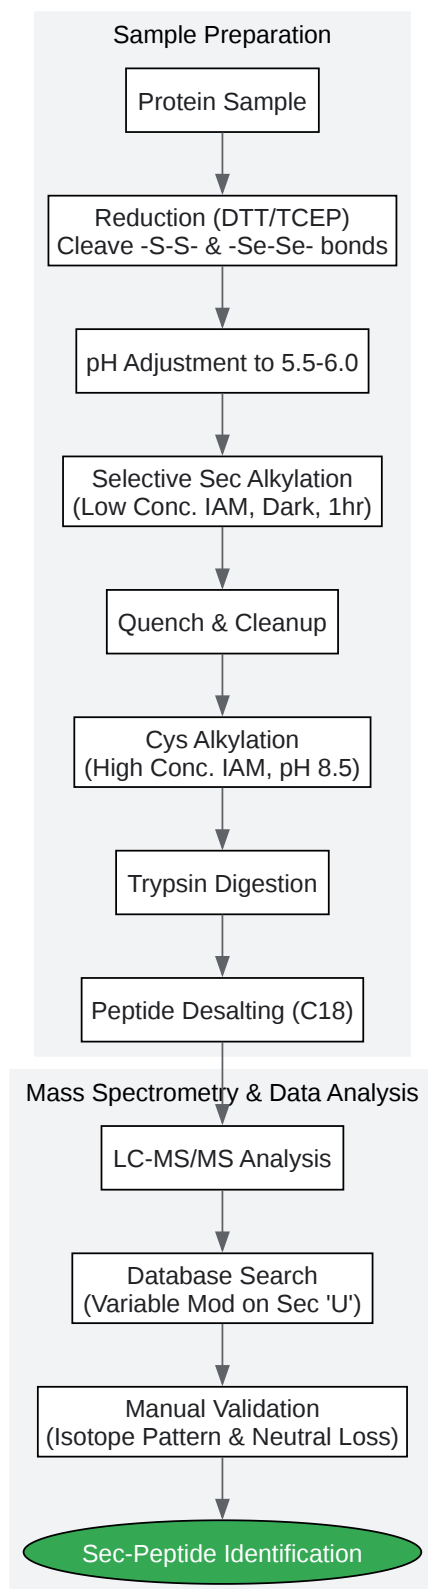 Sample Preparation
Protein Sample
Reduction (DTT/TCEP)
Cleave -S-S- & -Se-Se- bonds
pH Adjustment to 5.5-6.0
Selective Sec Alkylation
(Low Conc. IAM, Dark, 1hr)
Quench & Cleanup
Cys Alkylation
(High Conc. IAM, pH 8.5)
Trypsin Digestion
Peptide Desalting (C18)
Mass Spectrometry & Data Analysis
LC-MS/MS Analysis
Database Search
(Variable Mod on Sec 'U')
Manual Validation
(Isotope Pattern & Neutral Loss)
Sec-Peptide Identification